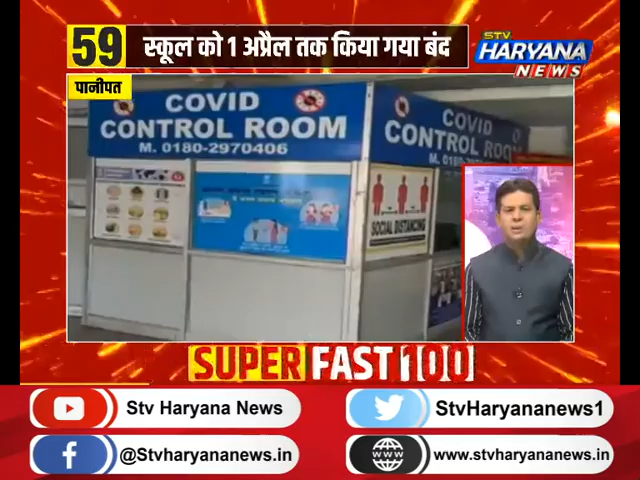 59
स्कूल को 1 अप्रैल तक किया गया बंद
STV
HARYANA
NEWS
पानीपत
COVID
CONTROL ROOM
M. 0180-2970406
COVID
CONTROL ROOM
M. 0180-
SOCIAL DISTANCING
SUPER FAST 100
Stv Haryana News
StvHaryananews1
@Stvharyananews.in
www.stvharyananews.in